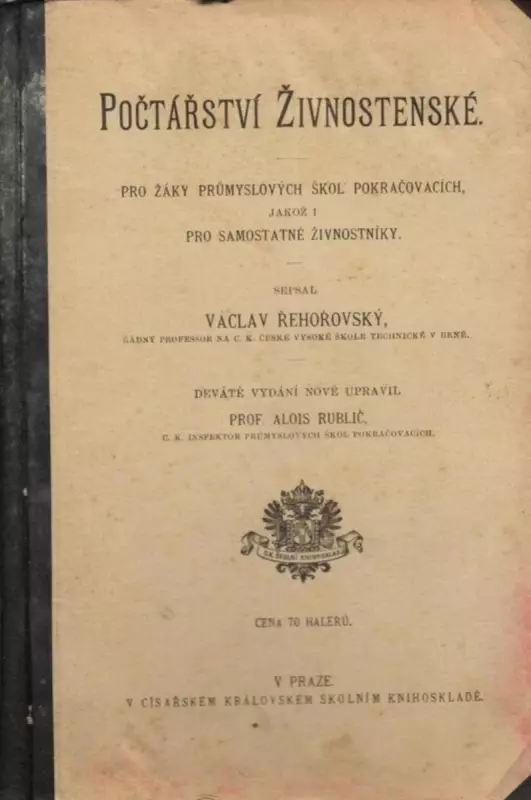 POČTÁŘSTVÍ ŽIVNOSTENSKÉ.
PRO ŽÁKY PRŮMYSLOVÝCH ŠKOL POKRAČOVACÍCH,
JAKOŽ I
PRO SAMOSTATNÉ ŽIVNOSTNÍKY.
SEPSAL
VÁCLAV ŘEHOŘOVSKÝ,
ŘÁDNÝ PROFESSOR NA C. K. ČESKÉ VYSOKÉ ŠKOLE TECHNICKÉ V BRNĚ.
DEVÁTÉ VYDÁNÍ NOVĚ UPRAVIL
PROF. ALOIS RUBLIČ,
C. K. INSPEKTOR PRŮMYSLOVÝCH ŠKOL POKRAČOVACÍCH.
C.K. ŠKOLNÍ KNIHOSKLAD
CENA 70 HALÉŘŮ.
V PRAZE.
V CÍSAŘSKÉM KRÁLOVSKÉM ŠKOLNÍM KNIHOSKLADĚ.